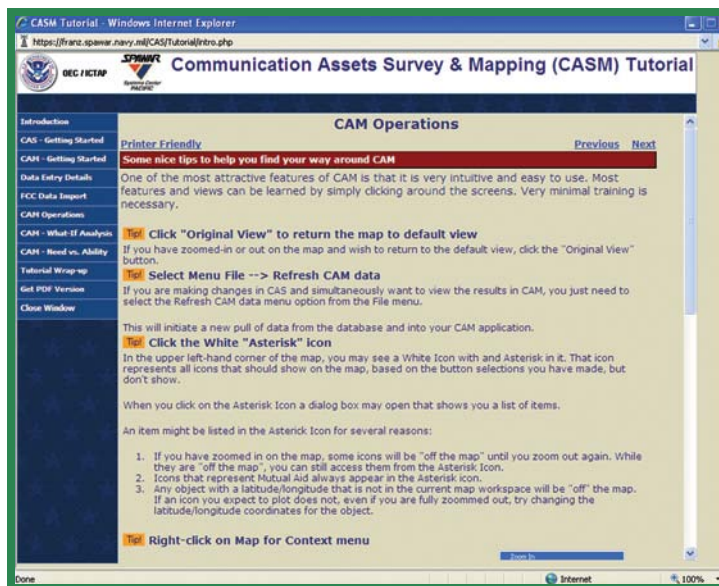 CASM Tutorial - Windows Internet Explorer
https://franz.spawar.navy.mil/CAS/Tutorial/intro.php
OEC / ICTAP
SPAWAR
Systems Center
PACIFIC
Communication Assets Survey & Mapping (CASM) Tutorial
Introduction
CAS - Getting Started
CAM - Getting Started
Data Entry Details
FCC Data Import
CAM Operations
CAM - What-If Analysis
CAM - Need vs. Ability
Tutorial Wrap-up
Get PDF Version
Close Window
CAM Operations
Printer Friendly
Previous Next
Some nice tips to help you find your way around CAM
One of the most attractive features of CAM is that it is very intuitive and easy to use. Most
features and views can be learned by simply clicking around the screens. Very minimal training is
necessary.
Tip! Click "Original View" to return the map to default view
If you have zoomed-in or out on the map and wish to return to the default view, click the "Original View"
button.
Tip! Select Menu File --> Refresh CAM data
If you are making changes in CAS and simultaneously want to view the results in CAM, you just need to
select the Refresh CAM data menu option from the File menu.
This will initiate a new pull of data from the database and into your CAM application.
Tip! Click the White "Asterisk" icon
In the upper left-hand corner of the map, you may see a White Icon with and Asterisk in it. That icon
represents all icons that should show on the map, based on the button selections you have made, but
don't show.
When you click on the Asterisk Icon a dialog box may open that shows you a list of items.
An item might be listed in the Asterick Icon for several reasons:
1. If you have zoomed in on the map, some icons will be "off the map" until you zoom out again. While
they are "off the map", you can still access them from the Asterisk Icon.
2. Icons that represent Mutual Aid always appear in the Asterisk icon.
3. Any object with a latitude/longitude that is not in the current map workspace will be "off" the map.
If an icon you expect to plot does not, even if you are fully zoommed out, try changing the
latitude/longitude coordinates for the object.
Tip! Right-click on Map for Context menu
Zoom In
Done
Internet
100%